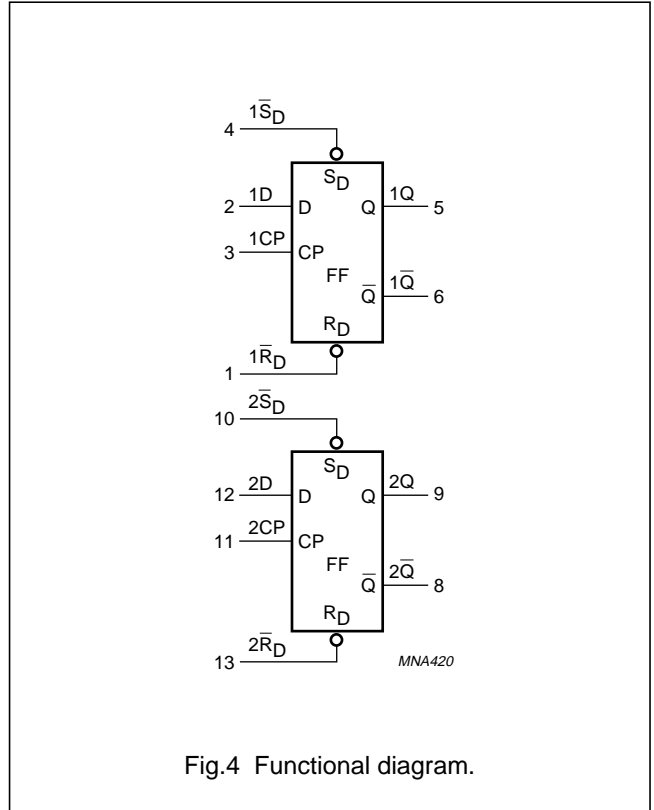 4 1S̅D
SD
2 1D D Q 1Q 5
3 1CP CP
FF
Q̅ 1Q̅ 6
RD
1 1R̅D
10 2S̅D
SD
12 2D D Q 2Q 9
11 2CP CP
FF
Q̅ 2Q̅ 8
RD
13 2R̅D
MNA420
Fig.4 Functional diagram.